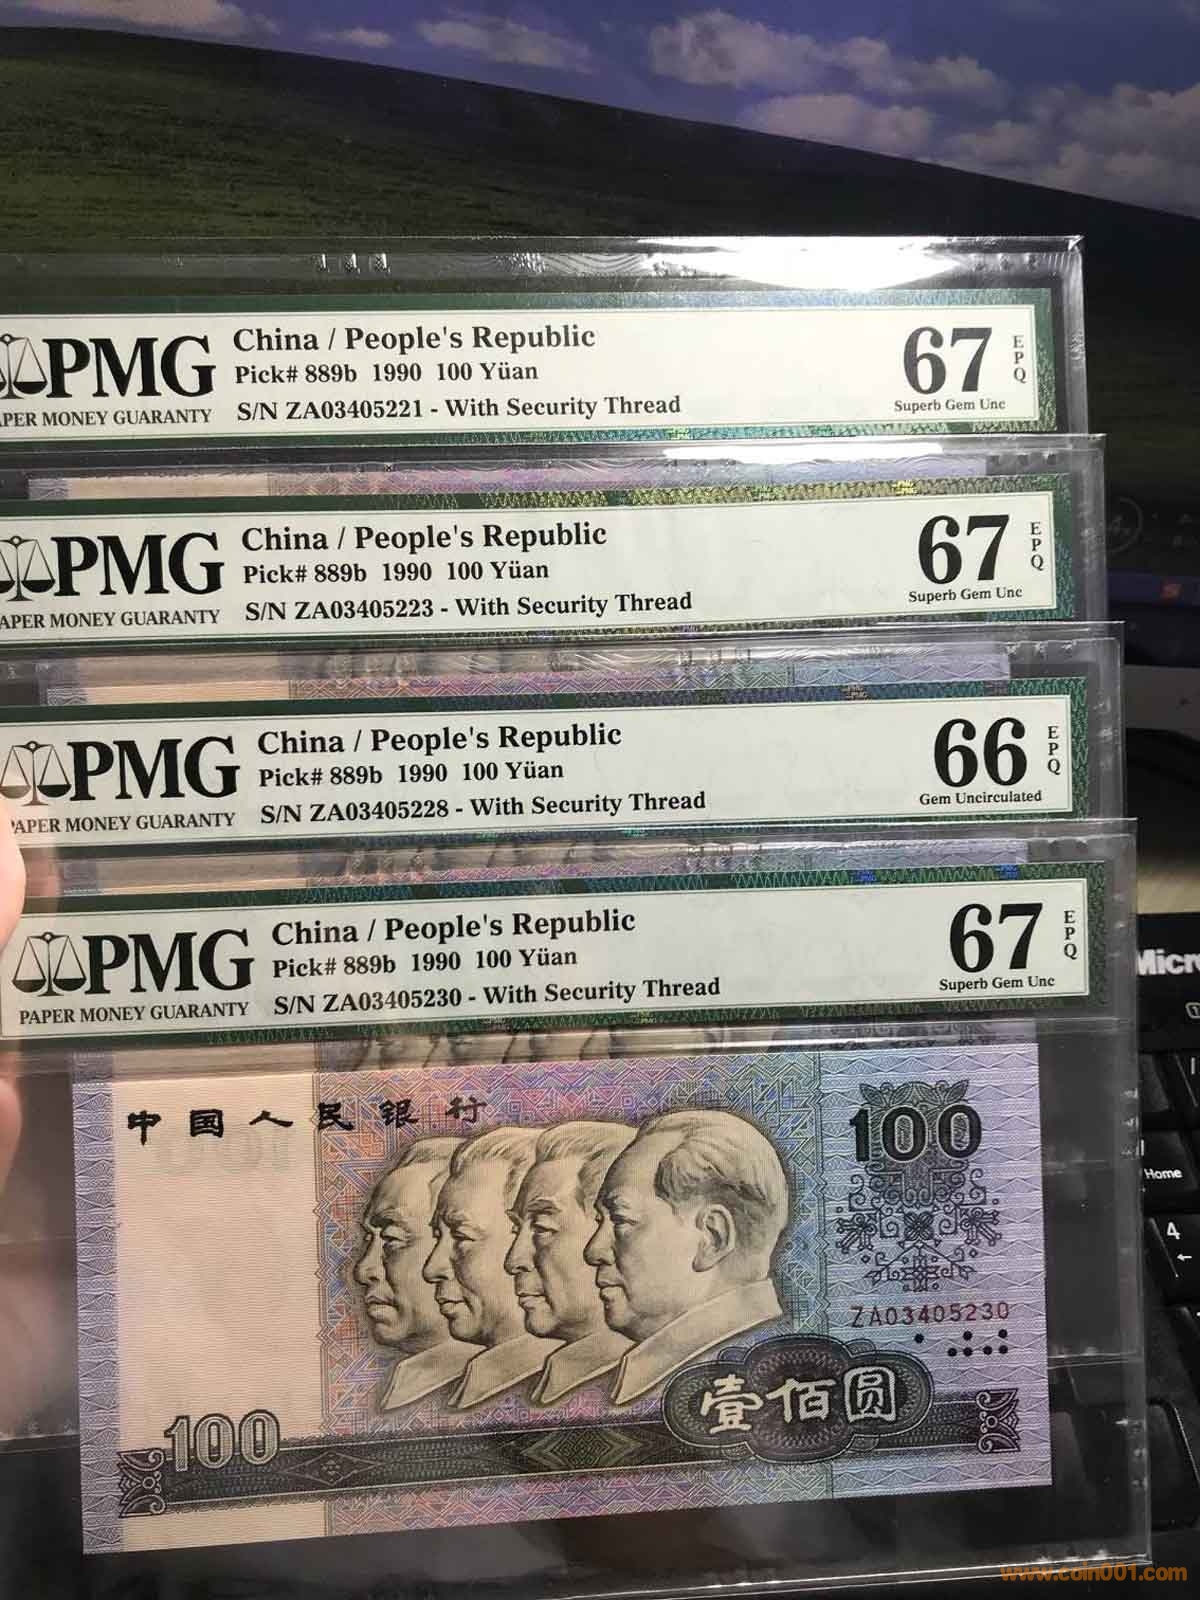 PMG
PAPER MONEY GUARANTY
China / People's Republic
Pick# 889b 1990 100 Yüan
S/N ZA03405221 - With Security Thread
67
EPQ
Superb Gem Unc
PMG
PAPER MONEY GUARANTY
China / People's Republic
Pick# 889b 1990 100 Yüan
S/N ZA03405223 - With Security Thread
67
EPQ
Superb Gem Unc
PMG
PAPER MONEY GUARANTY
China / People's Republic
Pick# 889b 1990 100 Yüan
S/N ZA03405228 - With Security Thread
66
EPQ
Gem Uncirculated
PMG
PAPER MONEY GUARANTY
China / People's Republic
Pick# 889b 1990 100 Yüan
S/N ZA03405230 - With Security Thread
67
EPQ
Superb Gem Unc
中国人民银行
100
ZA03405230
壹佰圆
100
Micro
Home
4
www.coin001.com